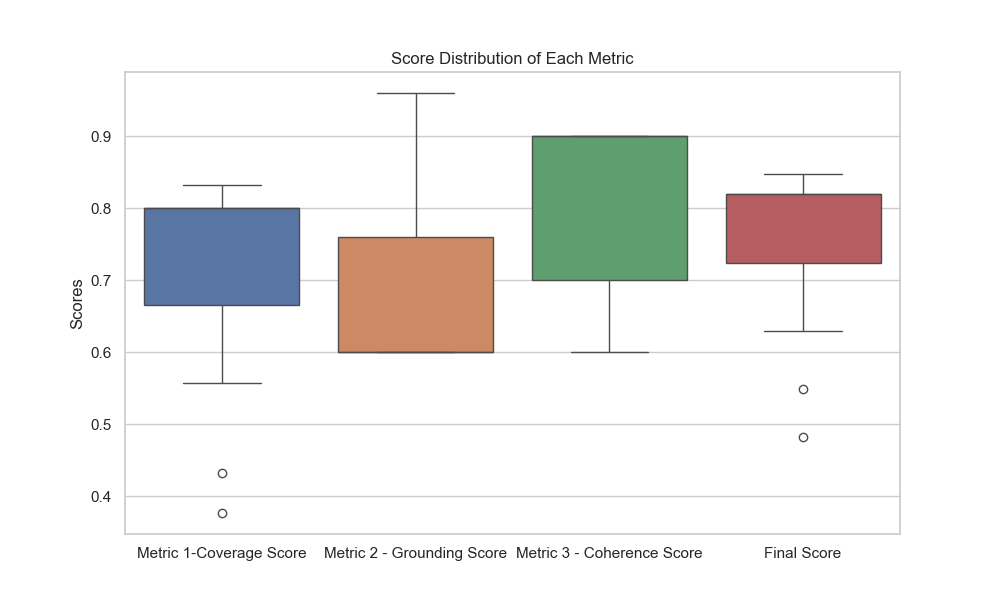 Score Distribution of Each Metric
Scores
0.9
0.8
0.7
0.6
0.5
0.4
Metric 1-Coverage Score
Metric 2 - Grounding Score
Metric 3 - Coherence Score
Final Score